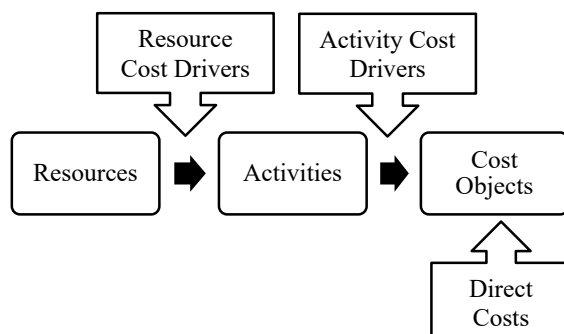 Resource
Cost Drivers
Activity Cost
Drivers
Resources
Activities
Cost
Objects
Direct
Costs